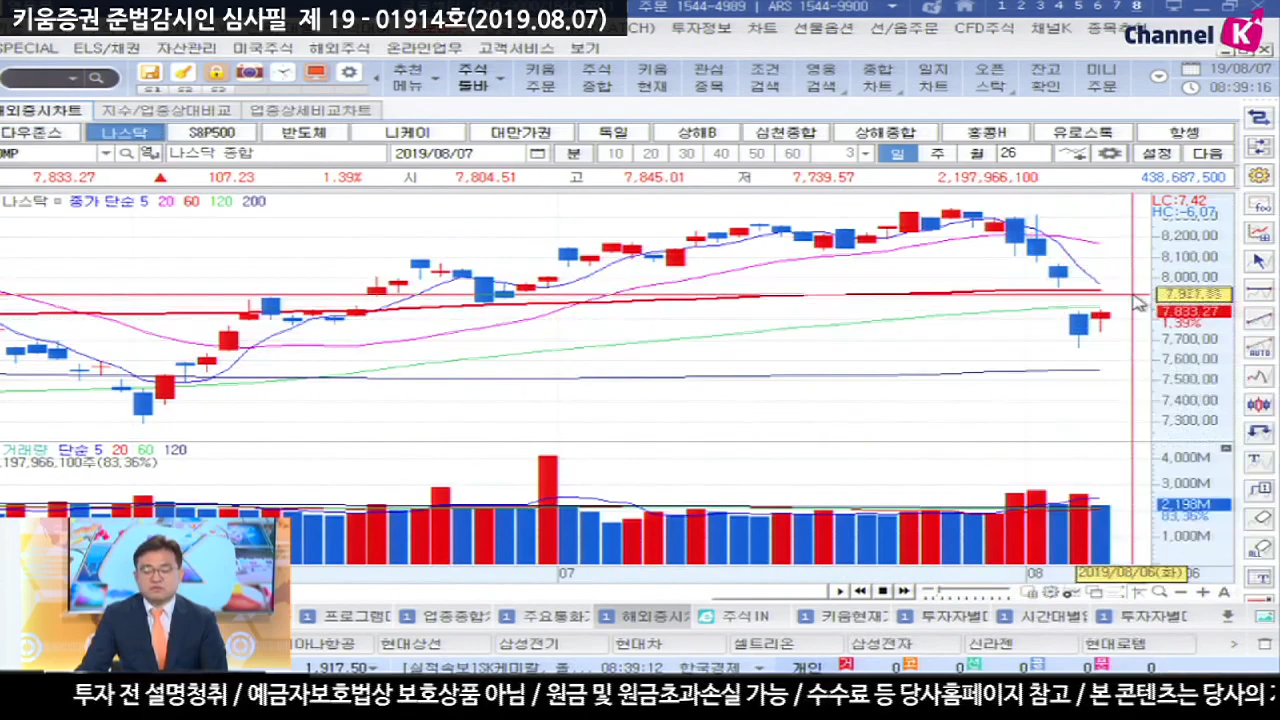 키움증권 준법감시인 심사필 제 19 - 01914호(2019.08.07)
주문 1544-4989 | ARS 1544-9900
1 2 3 4 5 6 7 8
투자정보 차트 선물옵션 선/옵주문 CFD주식 채널K
Channel K
SPECIAL ELS/채권 자산관리 미국주식 해외주식 온라인업무 고객서비스 보기
추천 메뉴 주식 툴바 키움 주문 주식 종합 키움 현재 관심 종목 조건 검색 영웅 검색 종합 차트 일지 차트 오픈 스탁 잔고 확인 미니 주문
19/08/07
08:39:16
해외증시차트 지수/업종상대비교 업종상세비교차트
다우존스 나스닥 S&P500 반도체 니케이 대만가권 독일 상해B 심천종합 상해종합 홍콩H 유로스톡 항셍
나스닥 종합 2019/08/07 분 10 20 30 40 50 60 3 일 주 월 26 설정 다음
7,833.27 ▲ 107.23 1.39% 시 7,804.51 고 7,845.01 저 7,739.57 2,197,966,100 438,687,500
나스닥 종가 단순 5 20 60 120 200
LC:7.42
HC:-6.07
8,200.00
8,100.00
8,000.00
7,833.27
1.39%
7,700.00
7,600.00
7,500.00
7,400.00
7,300.00
거래량 단순 5 20 60 120
,197,966,100주(83.36%)
4,000M
3,000M
2,198M
83.36%
1,000M
07 08 2019/08/06(화) 06
프로그램 업종종합 주요통화 해외증시 주식IN 키움현재 투자자별 시간대별 투자자별
마나항공 현대상선 삼성전기 현대차 셀트리온 삼성전자 신라젠 현대로템
1,917.50 08:39:12 한국경제 개인 0 0 0 0 0
투자 전 설명청취 / 예금자보호법상 보호상품 아님 / 원금 및 원금초과손실 가능 / 수수료 등 당사홈페이지 참고 / 본 콘텐츠는 당사의